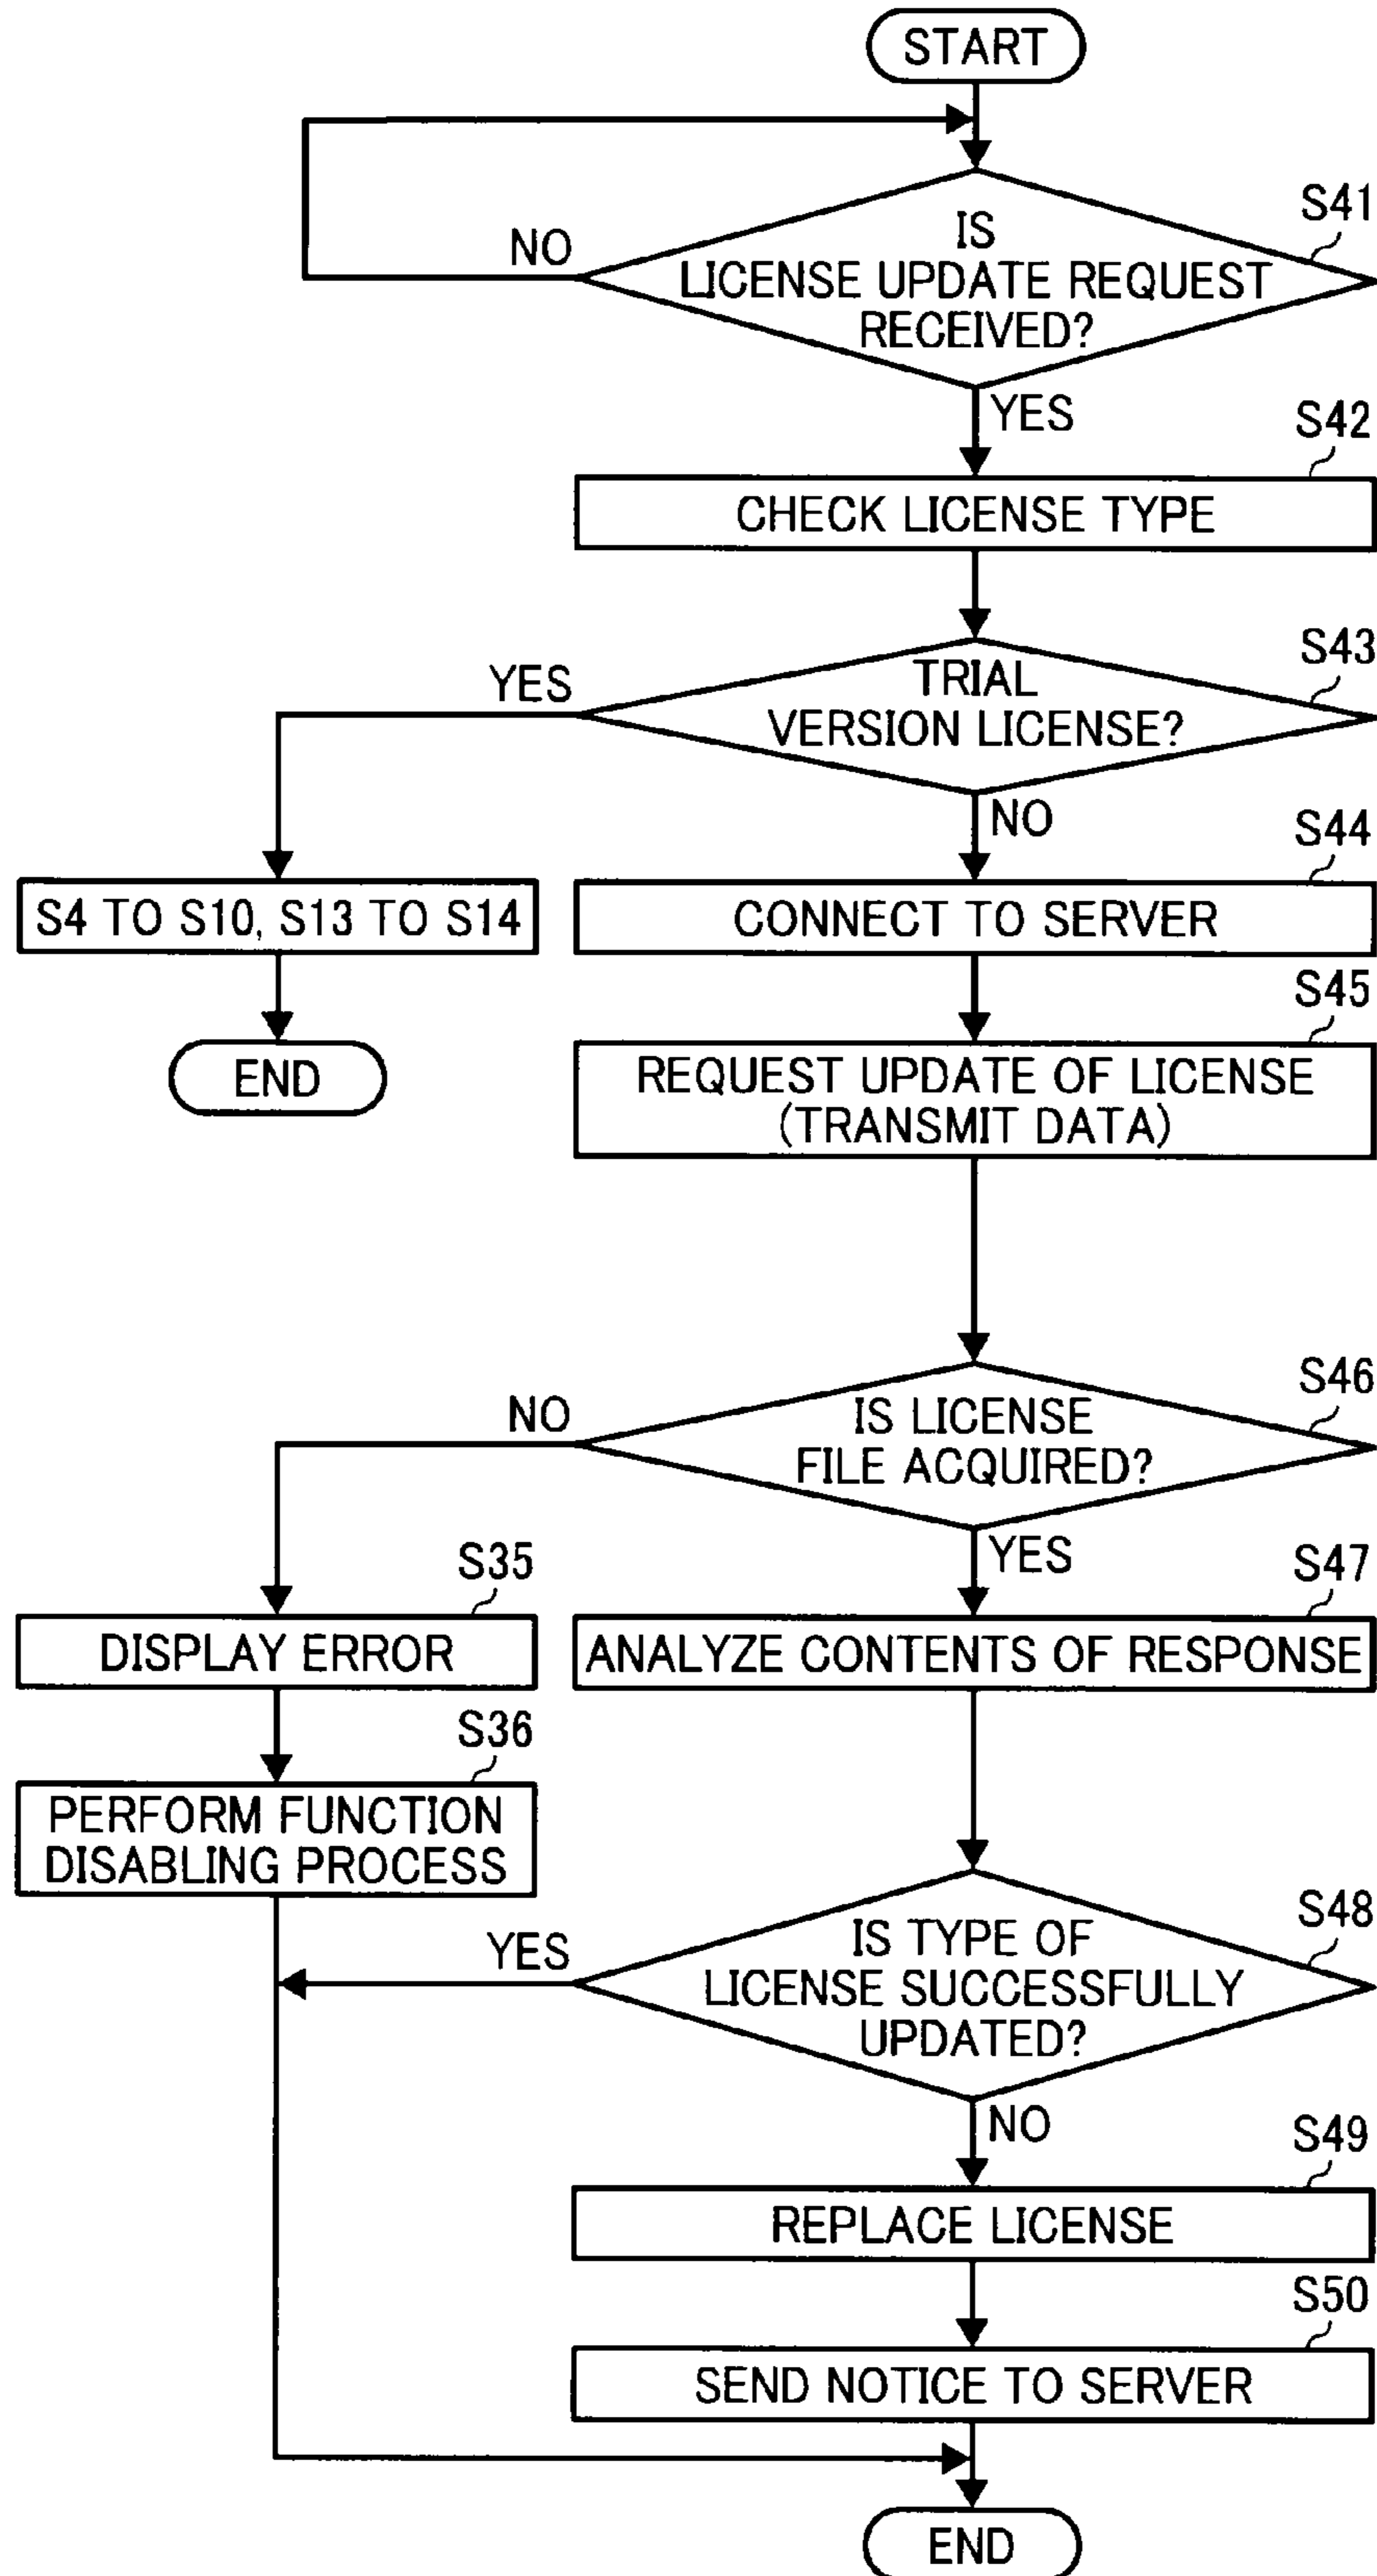 START
S41
IS
LICENSE UPDATE REQUEST
RECEIVED?
NO
YES
S42
CHECK LICENSE TYPE
S43
TRIAL
VERSION LICENSE?
YES
NO
S4 TO S10, S13 TO S14
END
S44
CONNECT TO SERVER
S45
REQUEST UPDATE OF LICENSE
(TRANSMIT DATA)
S46
IS LICENSE
FILE ACQUIRED?
NO
YES
S35
DISPLAY ERROR
S36
PERFORM FUNCTION
DISABLING PROCESS
S47
ANALYZE CONTENTS OF RESPONSE
S48
IS TYPE OF
LICENSE SUCCESSFULLY
UPDATED?
YES
NO
S49
REPLACE LICENSE
S50
SEND NOTICE TO SERVER
END